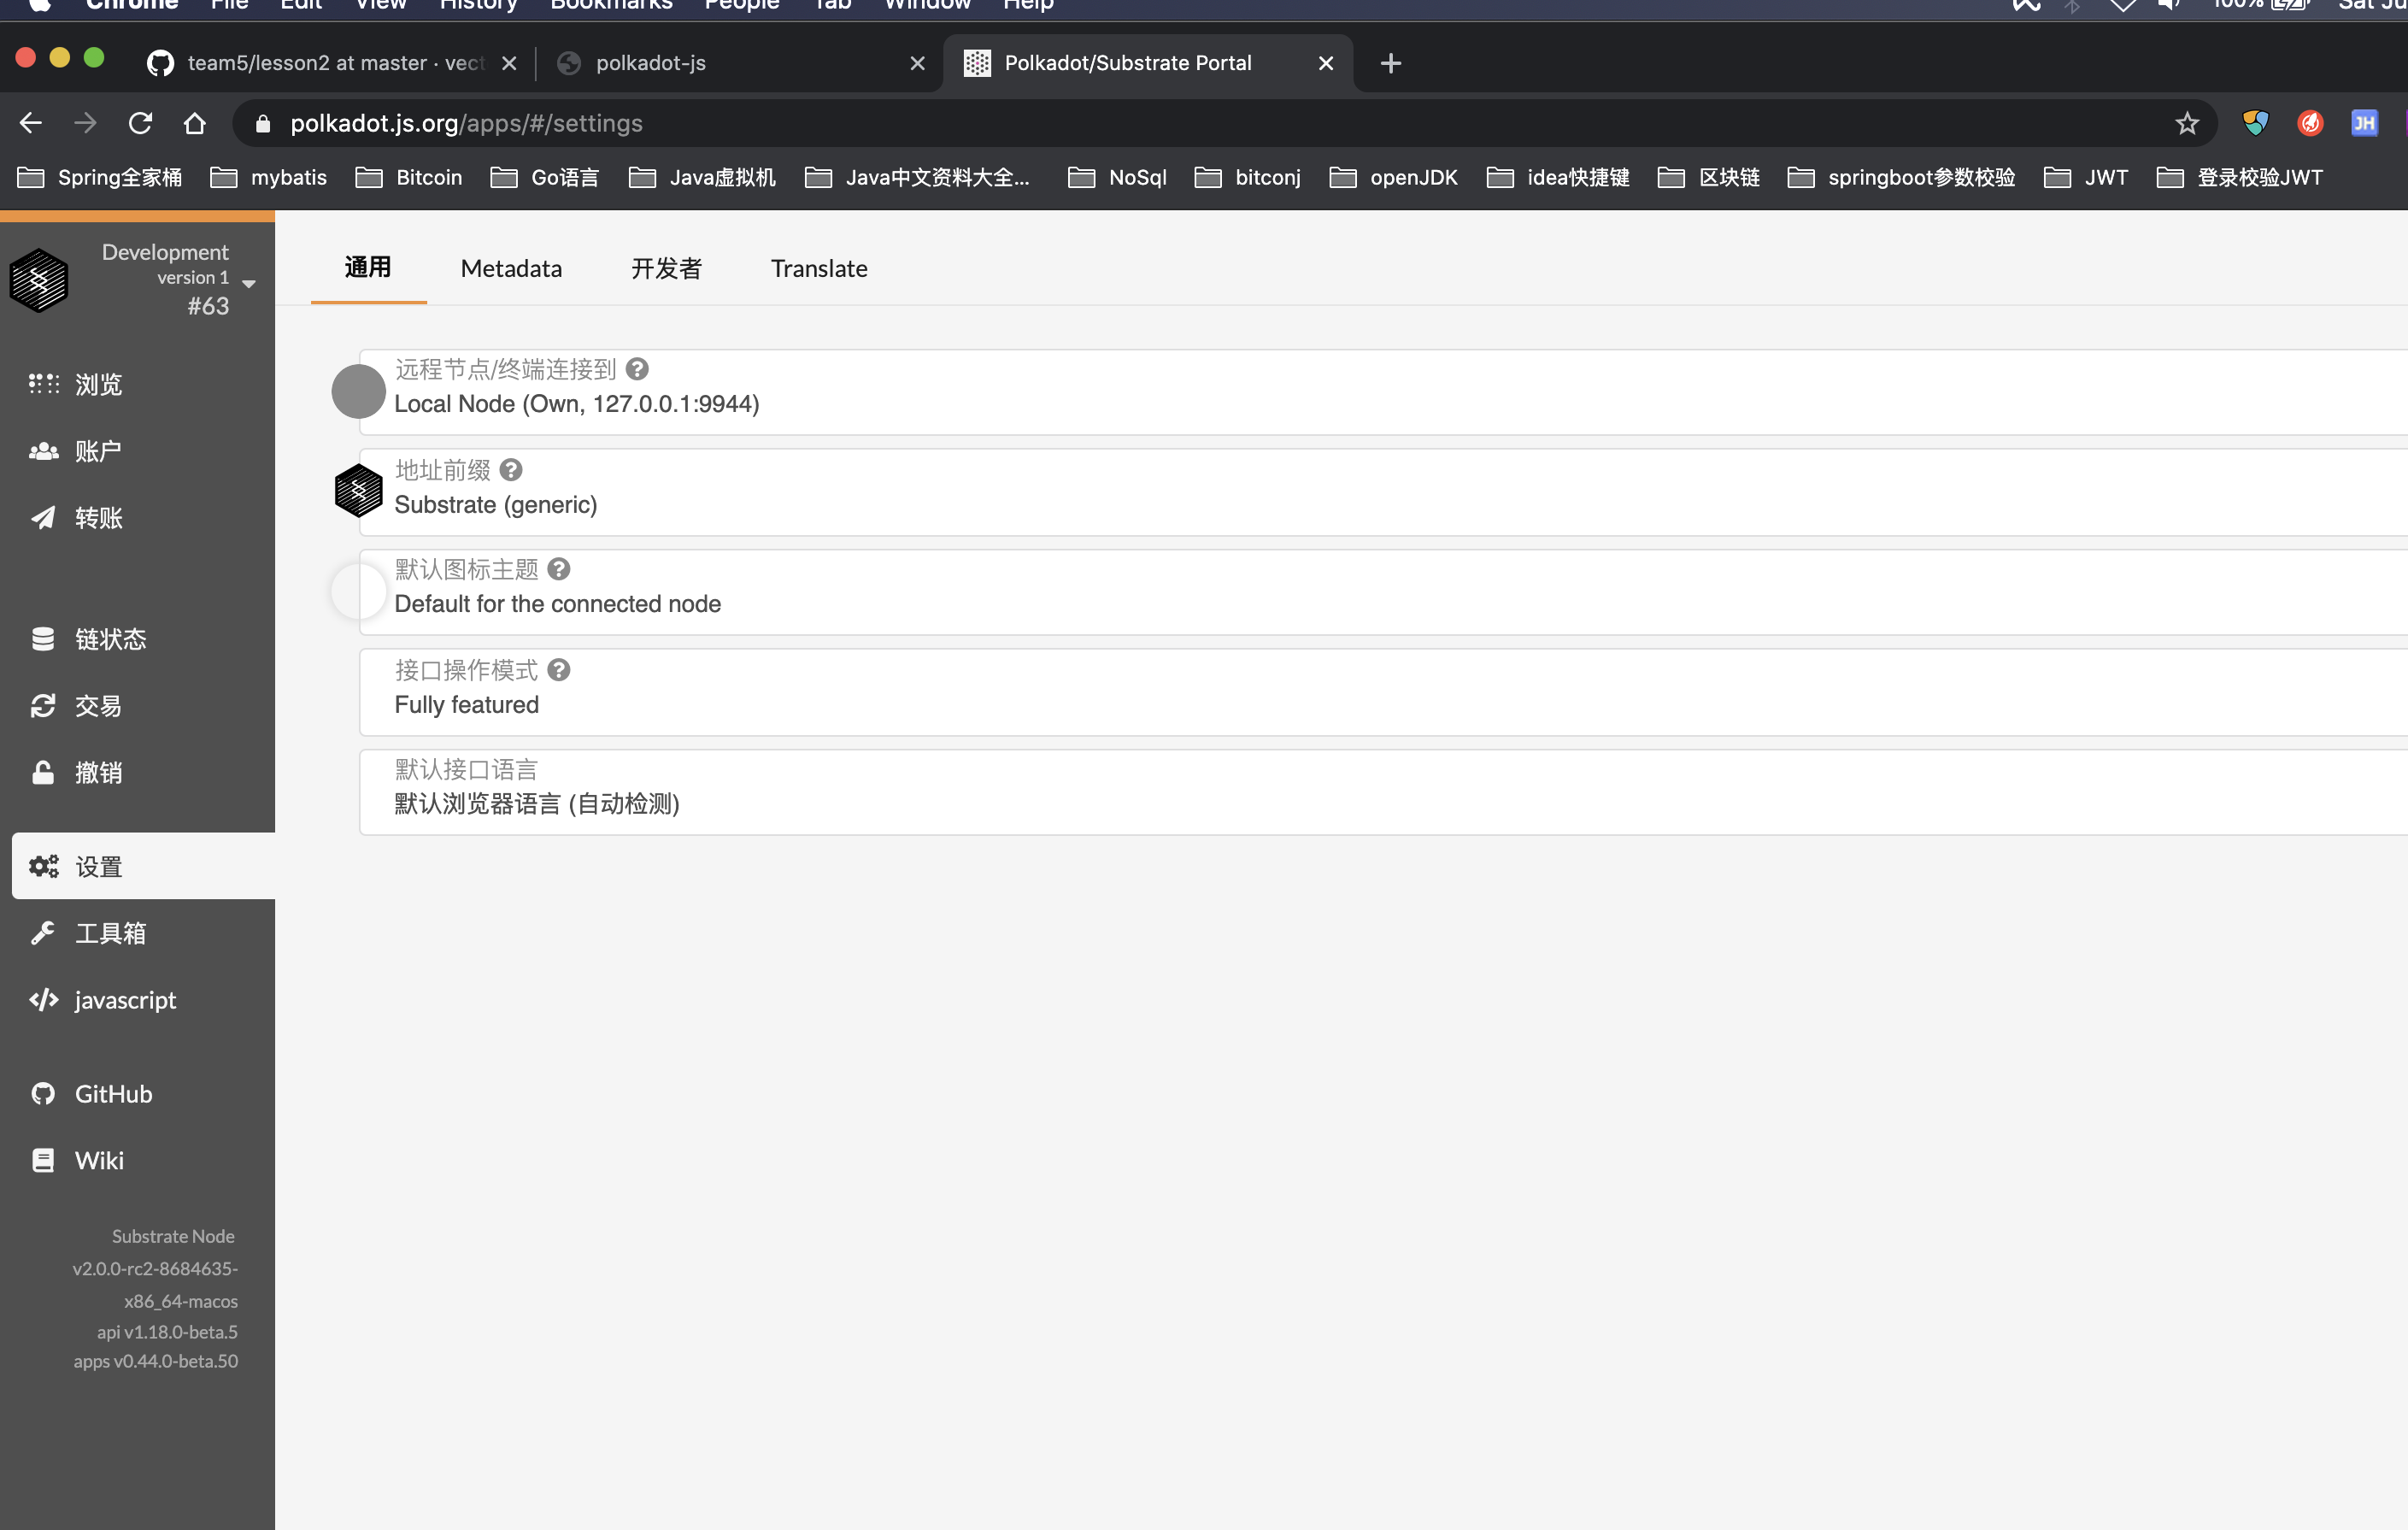 Chrome File Edit View History Bookmarks People Tab Window Help 100% Sat Ju
team5/lesson2 at master · vect polkadot-js Polkadot/Substrate Portal
polkadot.js.org/apps/#/settings JH
Spring全家桶 mybatis Bitcoin Go语言 Java虚拟机 Java中文资料大全... NoSql bitconj openJDK idea快捷键 区块链 springboot参数校验 JWT 登录校验JWT
Development
version 1
#63
浏览
账户
转账
链状态
交易
撤销
设置
工具箱
javascript
GitHub
Wiki
Substrate Node
v2.0.0-rc2-8684635-
x86_64-macos
api v1.18.0-beta.5
apps v0.44.0-beta.50
通用 Metadata 开发者 Translate
远程节点/终端连接到
Local Node (Own, 127.0.0.1:9944)
地址前缀
Substrate (generic)
默认图标主题
Default for the connected node
接口操作模式
Fully featured
默认接口语言
默认浏览器语言 (自动检测)